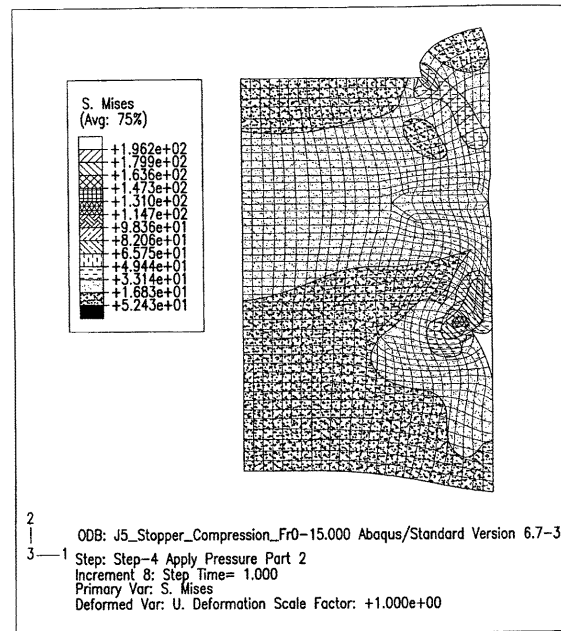 S. Mises
(Avg: 75%)
+1.962e+02
+1.799e+02
+1.636e+02
+1.473e+02
+1.310e+02
+1.147e+02
+9.836e+01
+8.206e+01
+6.575e+01
+4.944e+01
+3.314e+01
+1.683e+01
+5.243e+01
2
3 1
ODB: J5_Stopper_Compression_Fr0-15.000 Abaqus/Standard Version 6.7-3
Step: Step-4 Apply Pressure Part 2
Increment 8: Step Time= 1.000
Primary Var: S. Mises
Deformed Var: U. Deformation Scale Factor: +1.000e+00